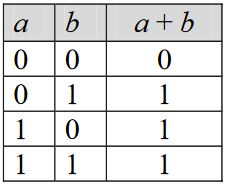 a b a + b
0 0 0
0 1 1
1 0 1
1 1 1